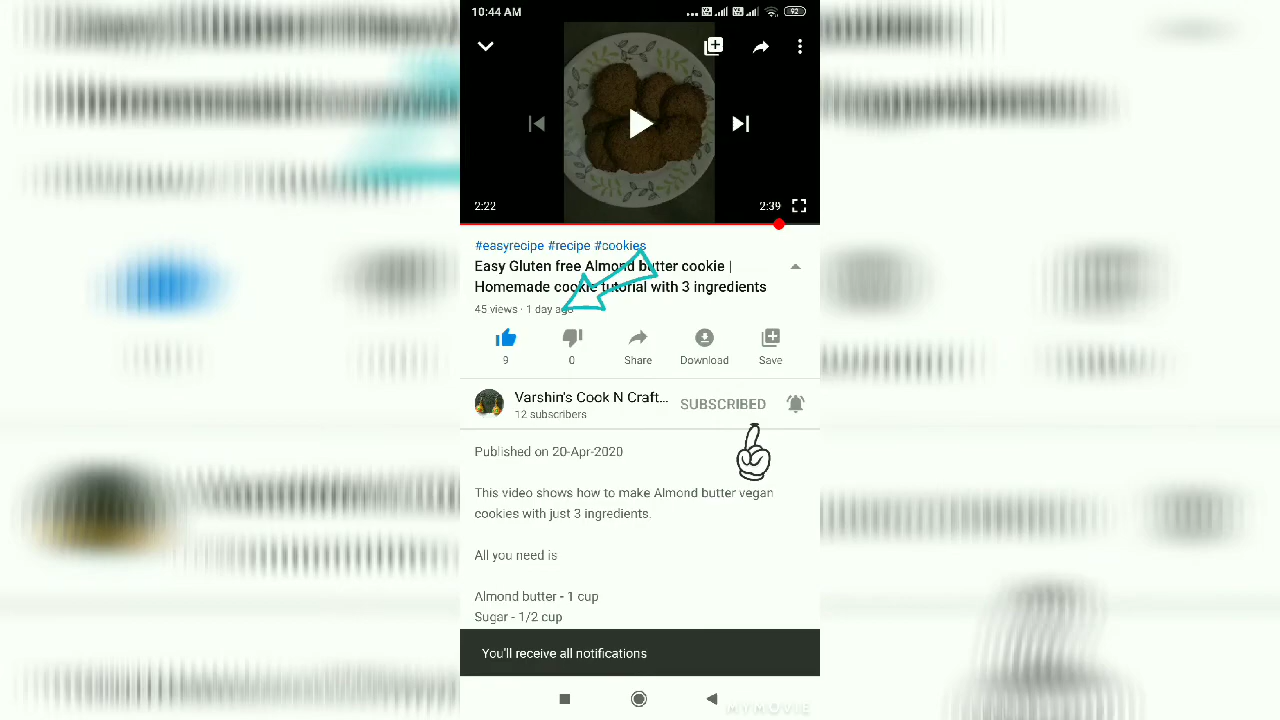 10:44 AM
92
2:22
2:39
#easyrecipe #recipe #cookies
Easy Gluten free Almond butter cookie |
Homemade cookie tutorial with 3 ingredients
45 views · 1 day ago
9
0
Share
Download
Save
Varshin's Cook N Craft...
SUBSCRIBED
12 subscribers
Published on 20-Apr-2020
This video shows how to make Almond butter vegan
cookies with just 3 ingredients.
All you need is
Almond butter - 1 cup
Sugar - 1/2 cup
You'll receive all notifications
MYMOVIE